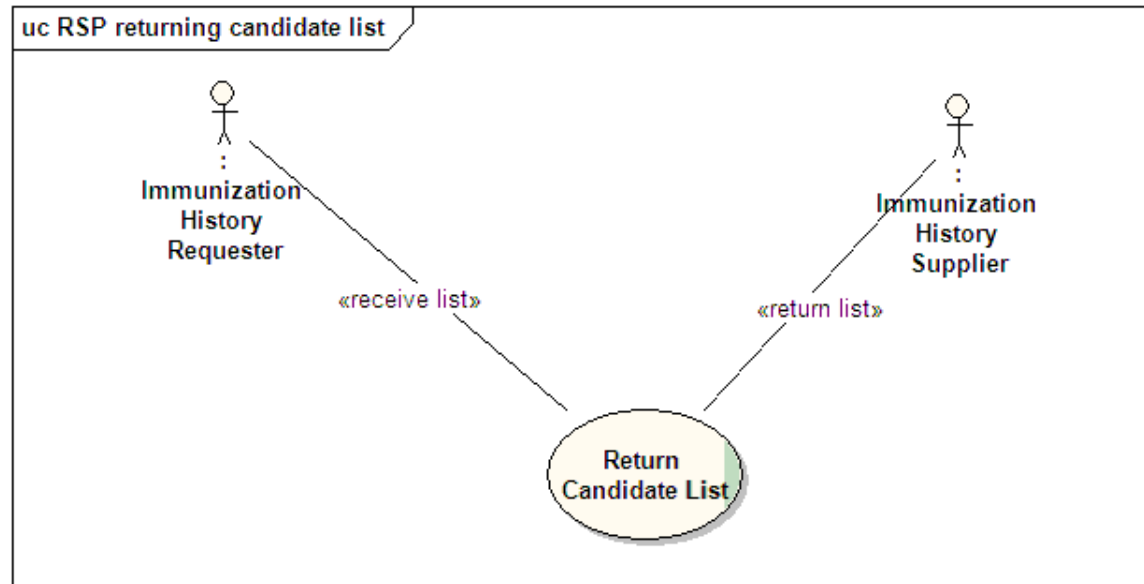 uc RSP returning candidate list
:
Immunization
History
Requester
:
Immunization
History
Supplier
«receive list»
«return list»
Return
Candidate List